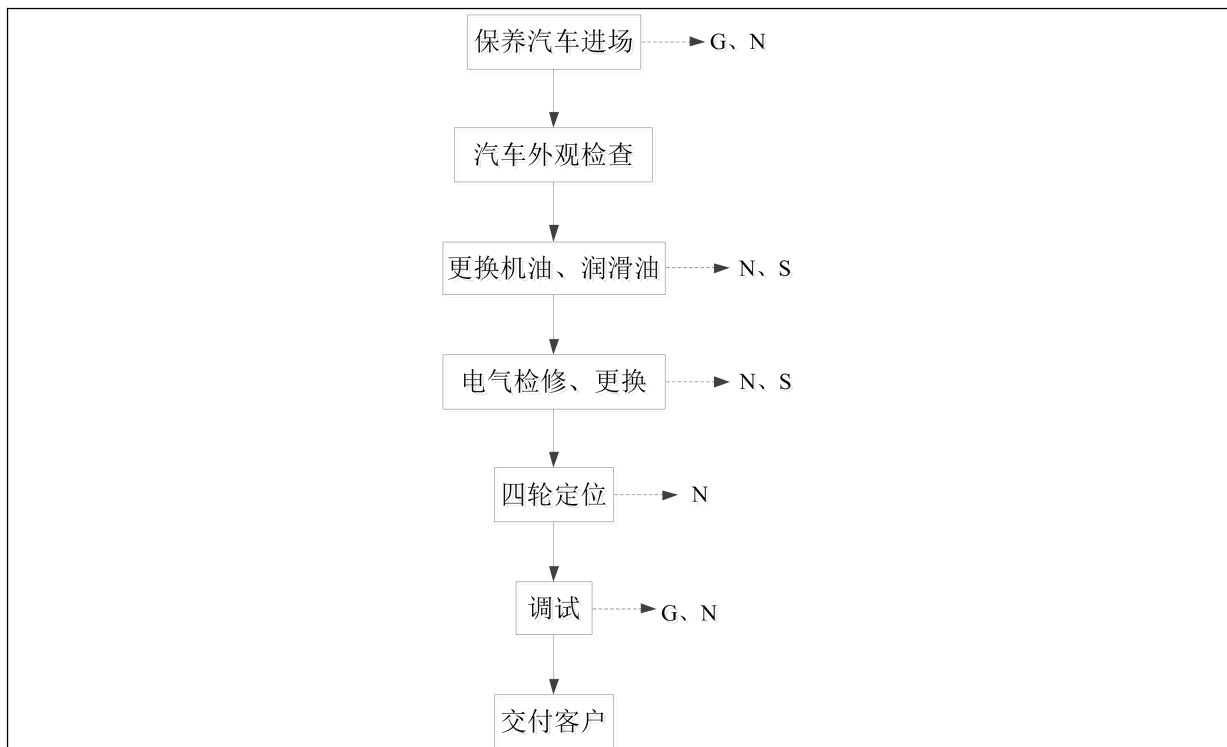 保养汽车进场
G、N
汽车外观检查
更换机油、润滑油
N、S
电气检修、更换
N、S
四轮定位
N
调试
G、N
交付客户